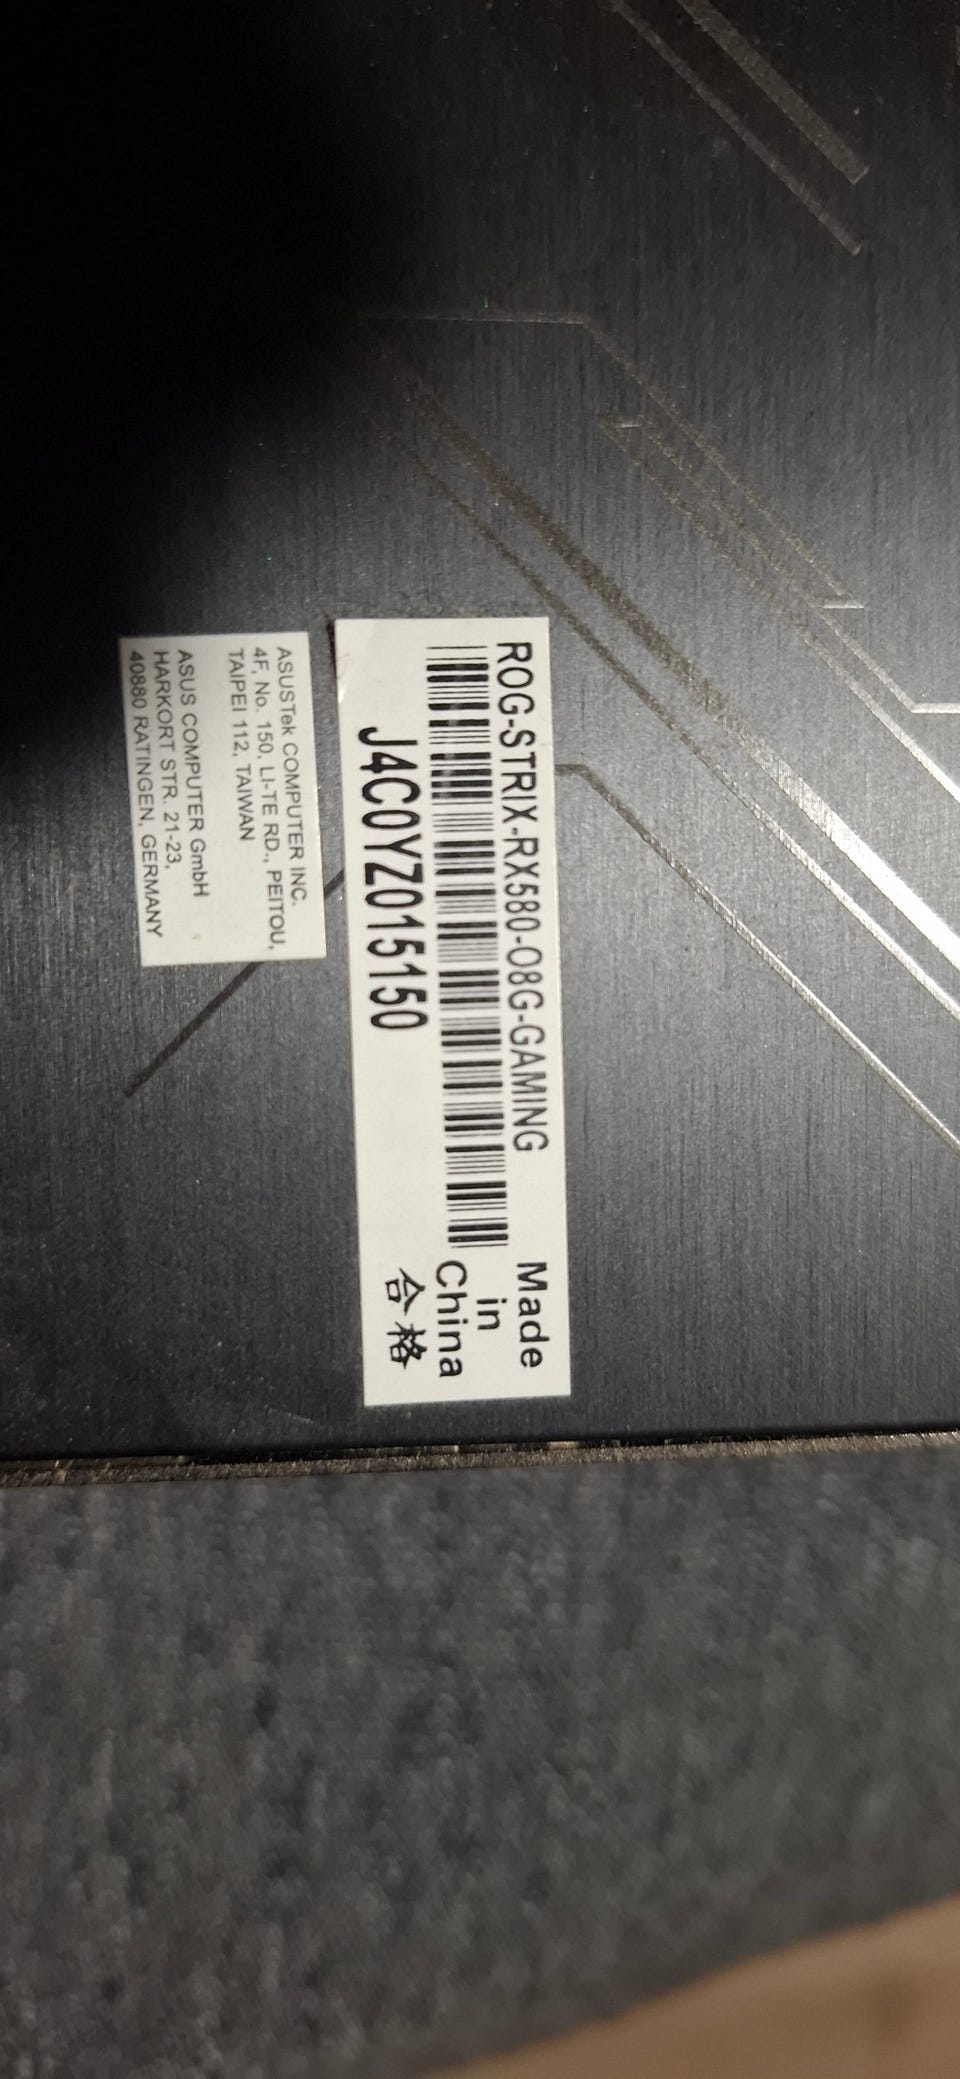 ROG-STRIX-RX580-O8G-GAMING
J4C0YZ015150
Made
in
China
合格
ASUSTek COMPUTER INC.
4F, No. 150, LI-TE RD., PEITOU,
TAIPEI 112, TAIWAN
ASUS COMPUTER GmbH
HARKORT STR. 21-23,
40880 RATINGEN, GERMANY